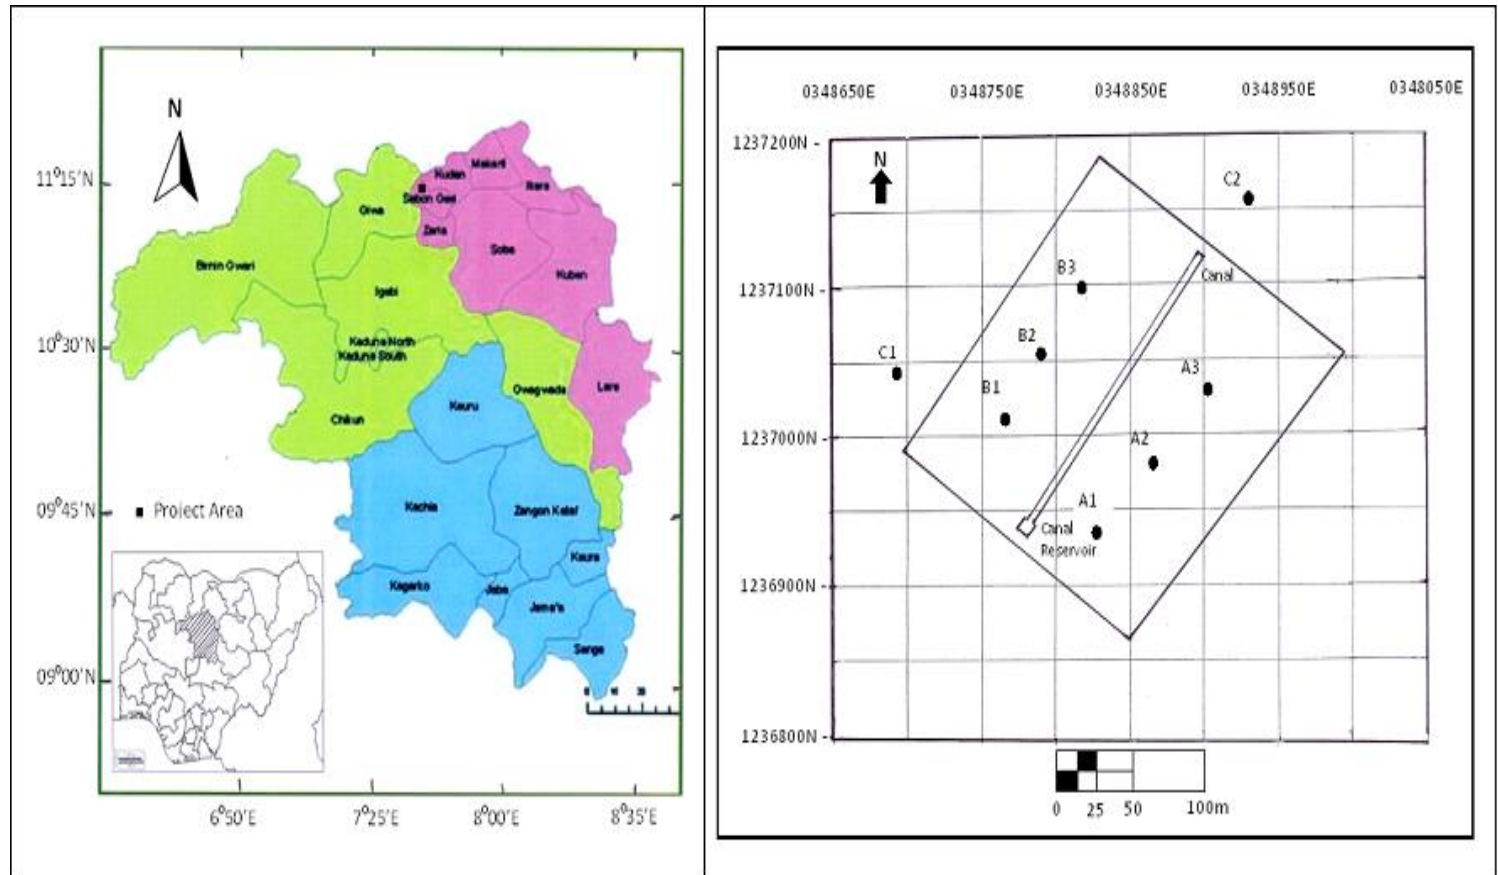 N
11°15'N
10°30'N
09°45'N
09°00'N
Makarfi
Kudan
Ikara
Sabon Gari
Giwa
Zaria
Soba
Birnin Gwari
Kuben
Igabi
Kaduna North
Kaduna South
Lere
Chikun
Kauru
Kachia
Zangon Kataf
Kaura
Kagarko
Jaba
Jama's
Sanga
Project Area
6°50'E
7°25'E
8°00'E
8°35'E
0348650E
0348750E
0348850E
0348950E
0348050E
1237200N
N
C2
B3
Canal
1237100N
B2
C1
A3
B1
1237000N
A2
A1
Canal
Reservoir
1236900N
1236800N
0
25
50
100m